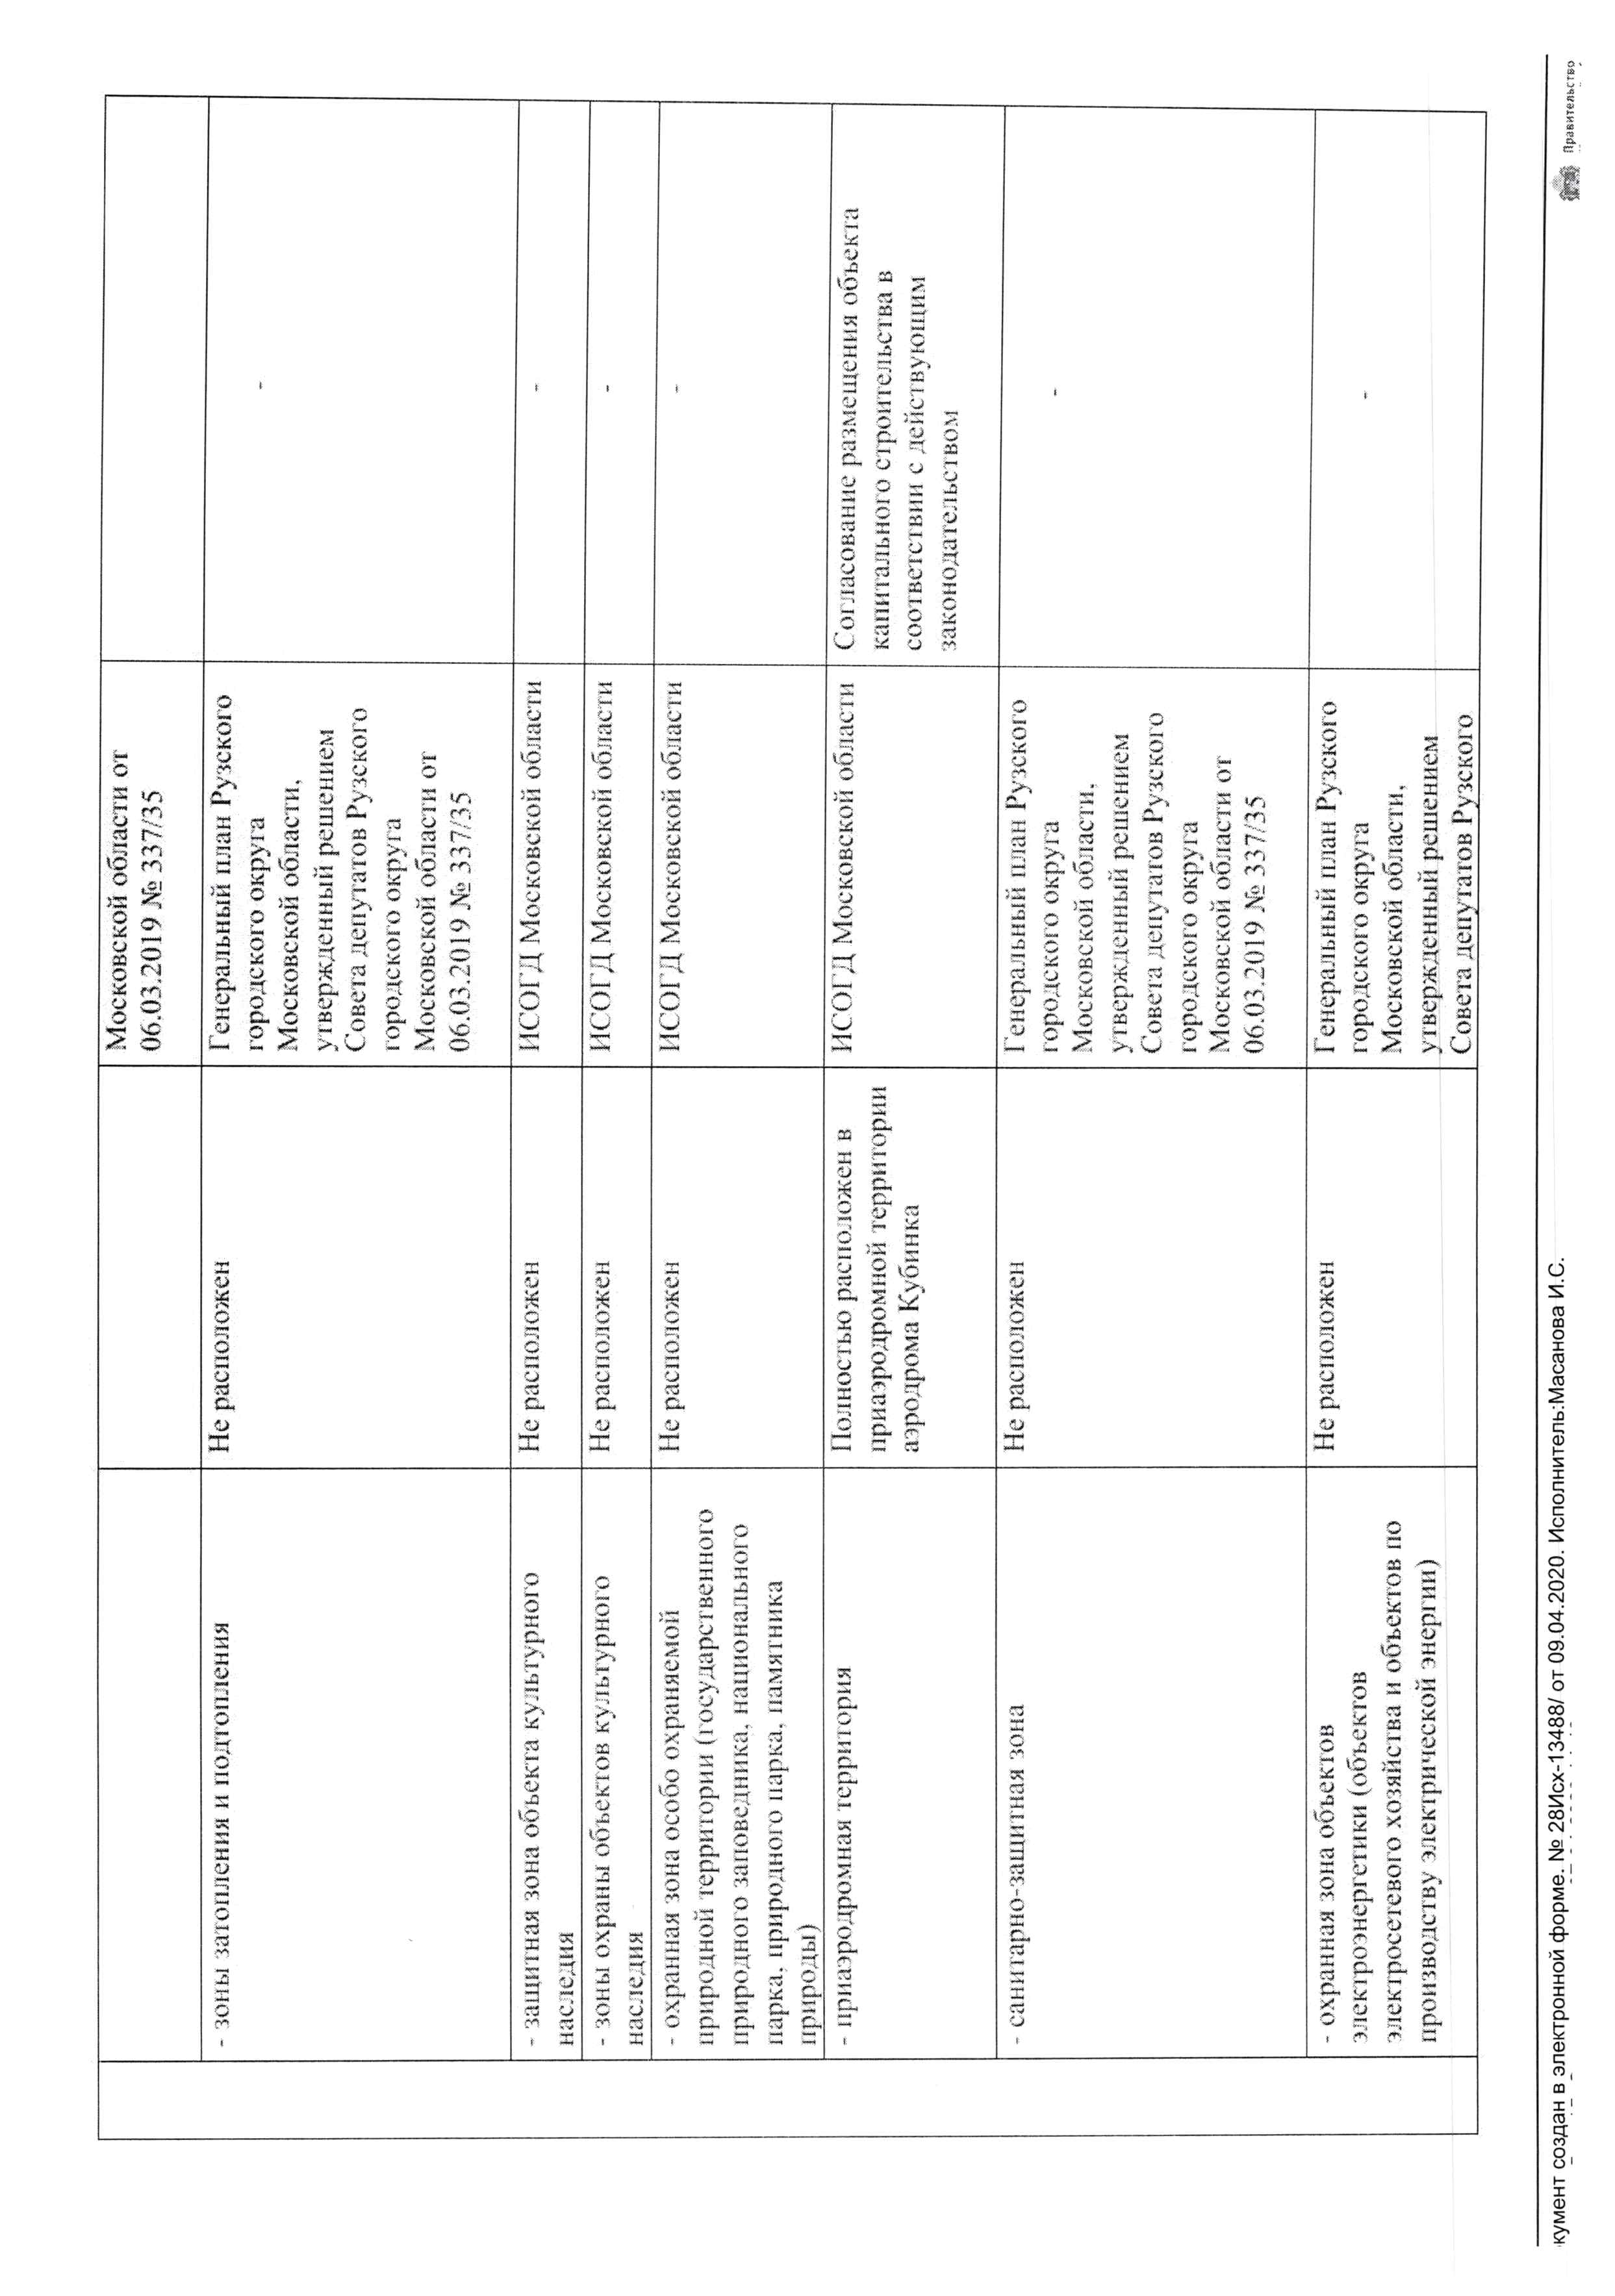 Московской области от
06.03.2019 № 337/35
- зоны затопления и подтопления
Не расположен
Генеральный план Рузского
городского округа
Московской области,
утвержденный решением
Совета депутатов Рузского
городского округа
Московской области от
06.03.2019 № 337/35
-
- защитная зона объекта культурного
наследия
Не расположен
ИСОГД Московской области
-
- зоны охраны объектов культурного
наследия
Не расположен
ИСОГД Московской области
-
- охранная зона особо охраняемой
природной территории (государственного
природного заповедника, национального
парка, природного парка, памятника
природы)
Не расположен
ИСОГД Московской области
-
- приаэродромная территория
Полностью расположен в
приаэродромной территории
аэродрома Кубинка
ИСОГД Московской области
Согласование размещения объекта
капитального строительства в
соответствии с действующим
законодательством
- санитарно-защитная зона
Не расположен
Генеральный план Рузского
городского округа
Московской области,
утвержденный решением
Совета депутатов Рузского
городского округа
Московской области от
06.03.2019 № 337/35
-
- охранная зона объектов
электроэнергетики (объектов
электросетевого хозяйства и объектов по
производству электрической энергии)
Не расположен
Генеральный план Рузского
городского округа
Московской области,
утвержденный решением
Совета депутатов Рузского
-
кумент создан в электронной форме. № 28Исх-13488/ от 09.04.2020. Исполнитель:Масанова И.С.
Правительство